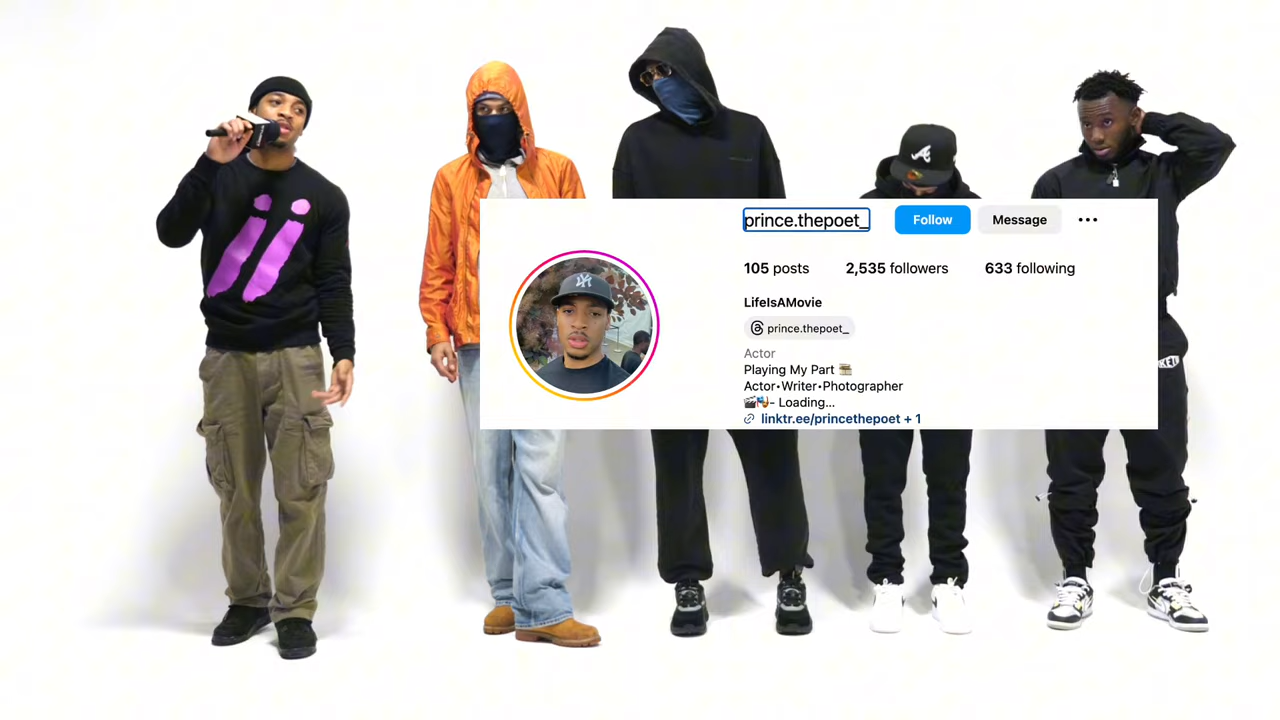 prince.thepoet_
Follow
Message
105 posts
2,535 followers
633 following
LifeIsAMovie
prince.thepoet_
Actor
Playing My Part
Actor•Writer•Photographer
- Loading...
linktr.ee/princethepoet + 1